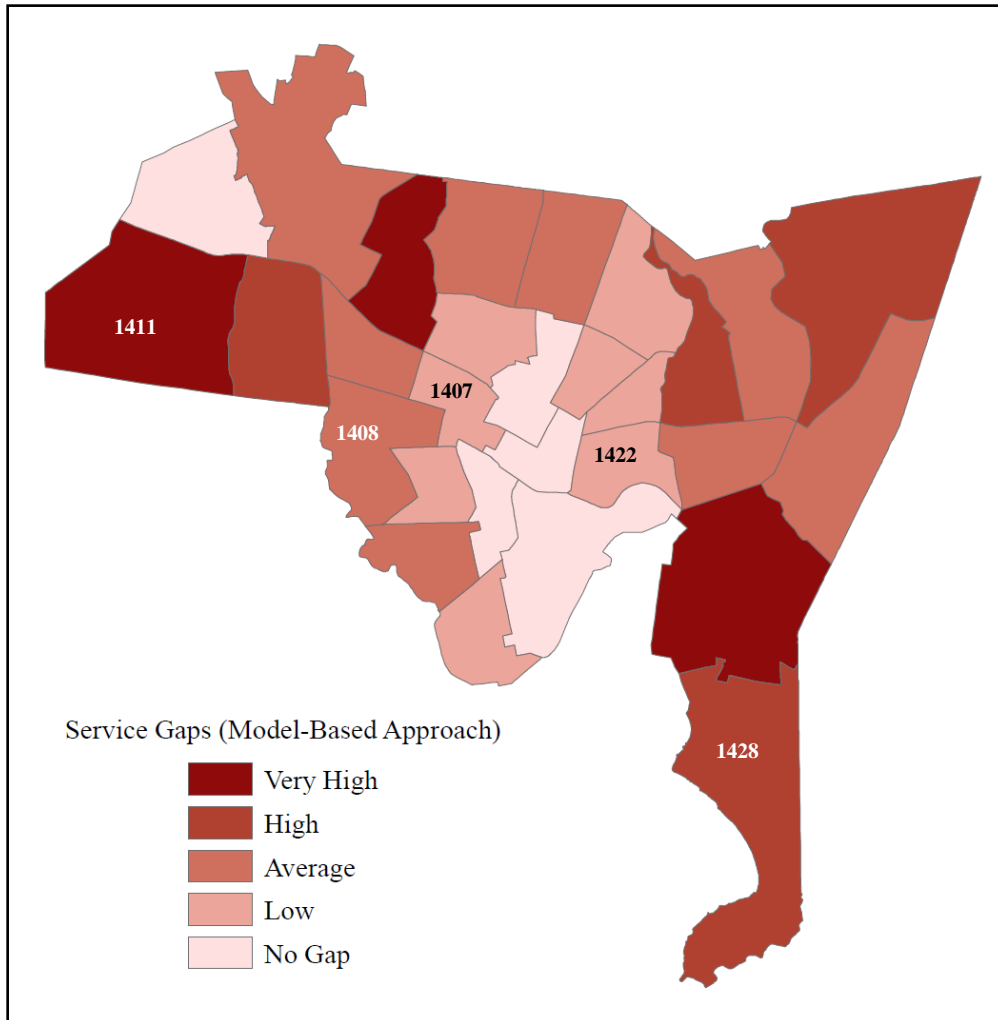 1411
1407
1408
1422
1428
Service Gaps (Model-Based Approach)
Very High
High
Average
Low
No Gap